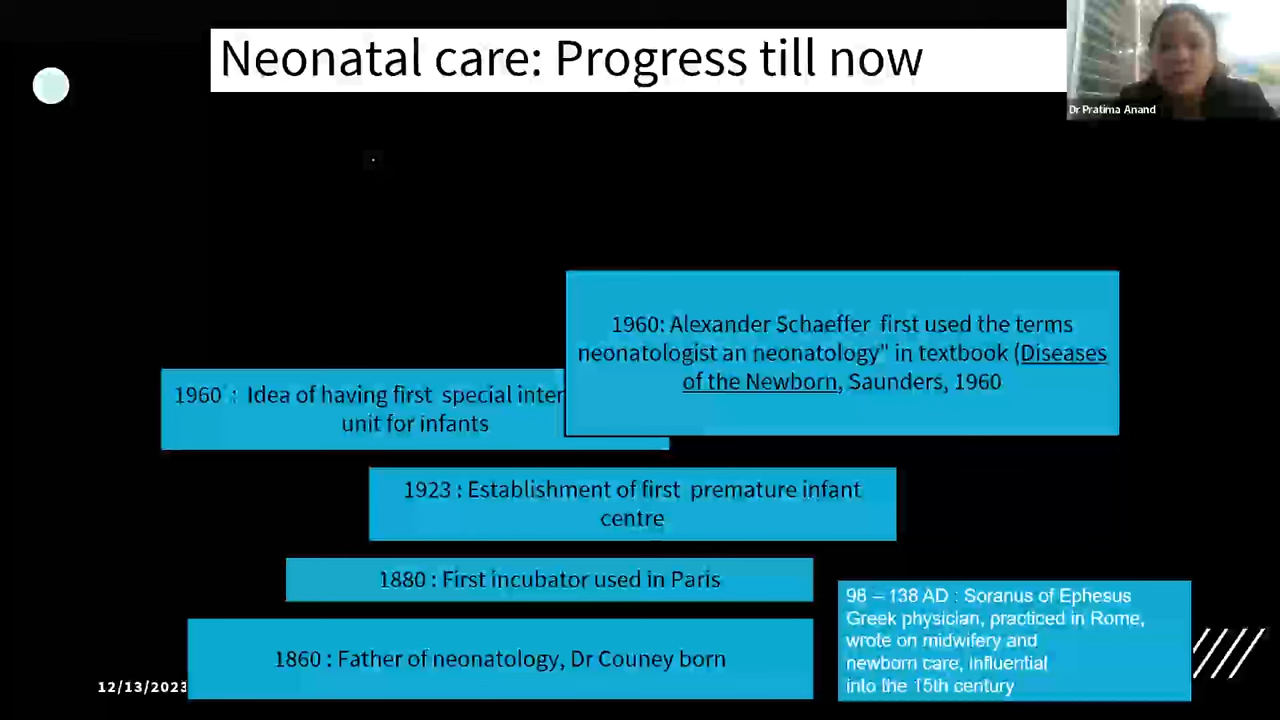 Neonatal care: Progress till now
Dr Pratima Anand
1960: Alexander Schaeffer first used the terms
neonatologist an neonatology" in textbook (Diseases
of the Newborn, Saunders, 1960
1960 : Idea of having first special inter
unit for infants
1923 : Establishment of first premature infant
centre
1880 : First incubator used in Paris
98 – 138 AD : Soranus of Ephesus
Greek physician, practiced in Rome,
wrote on midwifery and
newborn care, influential
into the 15th century
1860 : Father of neonatology, Dr Couney born
12/13/2023